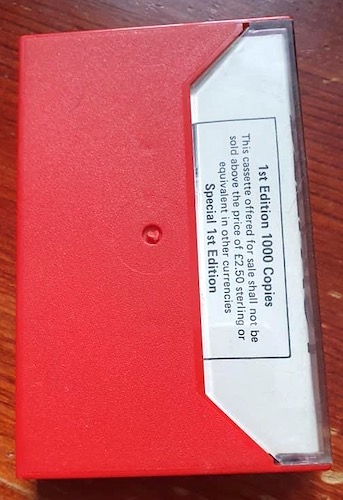 1st Edition 1000 Copies
This cassette offered for sale shall not be
sold above the price of £2.50 sterling or
equivalent in other currencies
Special 1st Edition